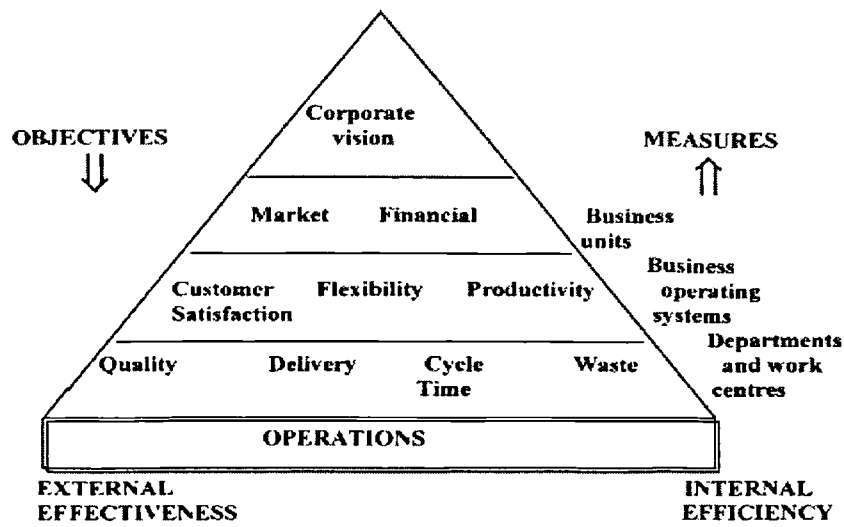 Corporate
vision
OBJECTIVES
MEASURES
Market Financial
Business
units
Customer
Satisfaction
Flexibility
Productivity
Business
operating
systems
Quality
Delivery
Cycle
Time
Waste
Departments
and work
centres
OPERATIONS
EXTERNAL
EFFECTIVENESS
INTERNAL
EFFICIENCY